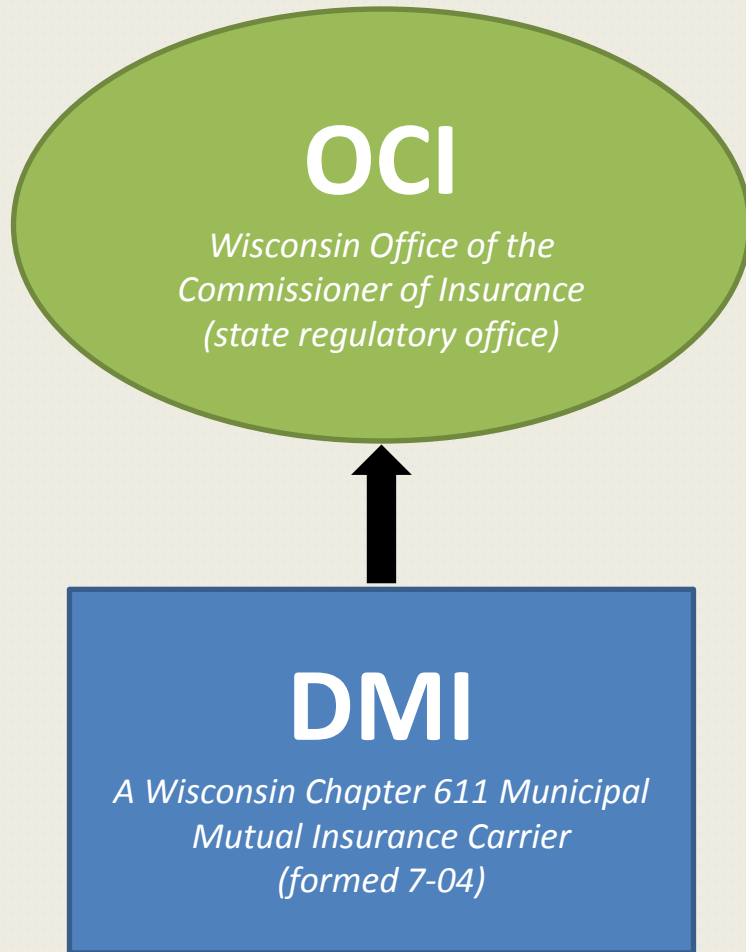 OCI
Wisconsin Office of the
Commissioner of Insurance
(state regulatory office)
DMI
A Wisconsin Chapter 611 Municipal
Mutual Insurance Carrier
(formed 7-04)